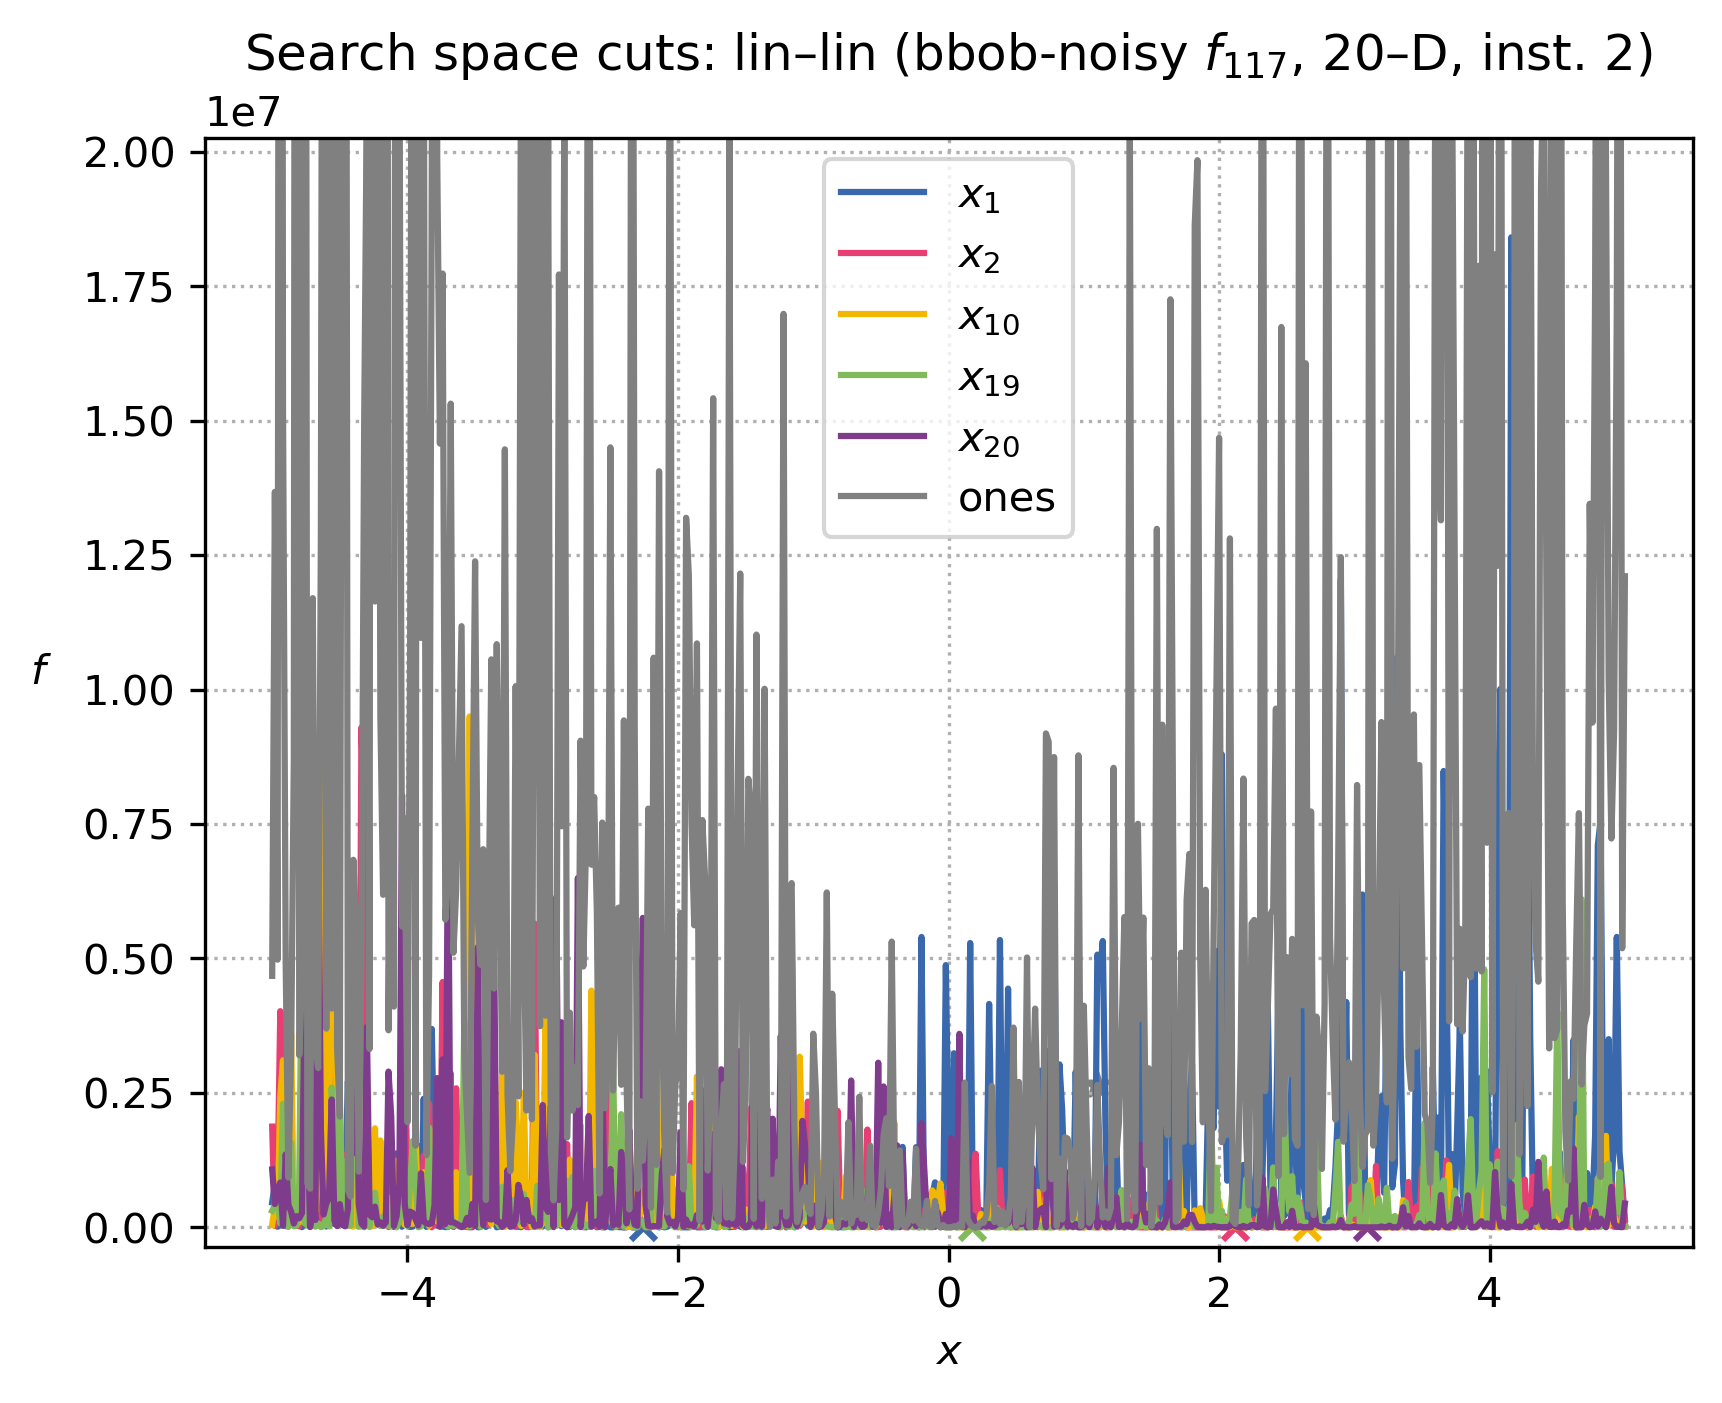 Search space cuts: lin–lin (bbob-noisy f117, 20–D, inst. 2)
1e7
2.00
1.75
1.50
1.25
1.00
0.75
0.50
0.25
0.00
f
x1
x2
x10
x19
x20
ones
−4
−2
0
2
4
x